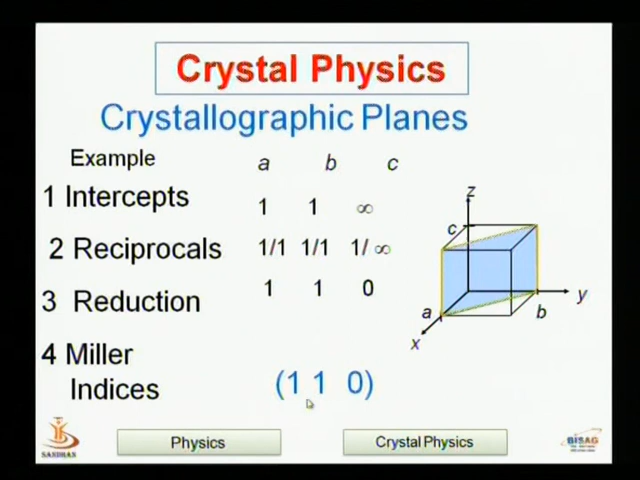 Crystal Physics
Crystallographic Planes
Example a b c
1 Intercepts 1 1 ∞
2 Reciprocals 1/1 1/1 1/ ∞
3 Reduction 1 1 0
4 Miller
Indices (1 1 0)
z
c
y
a
b
x
SANDHAN
Physics
Crystal Physics
BISAG